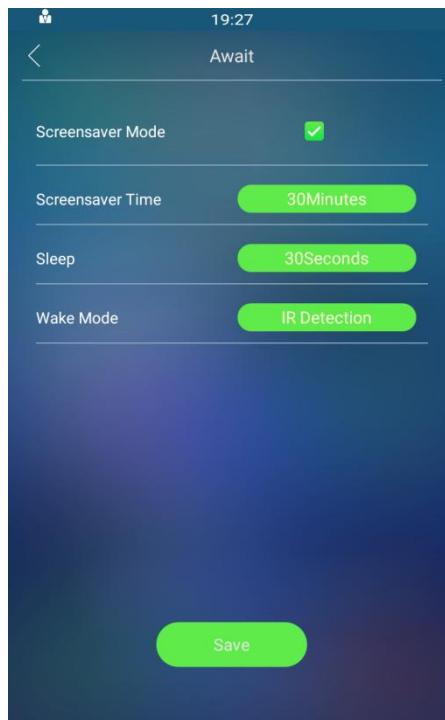 19:27
Await
Screensaver Mode
Screensaver Time 30Minutes
Sleep 30Seconds
Wake Mode IR Detection
Save